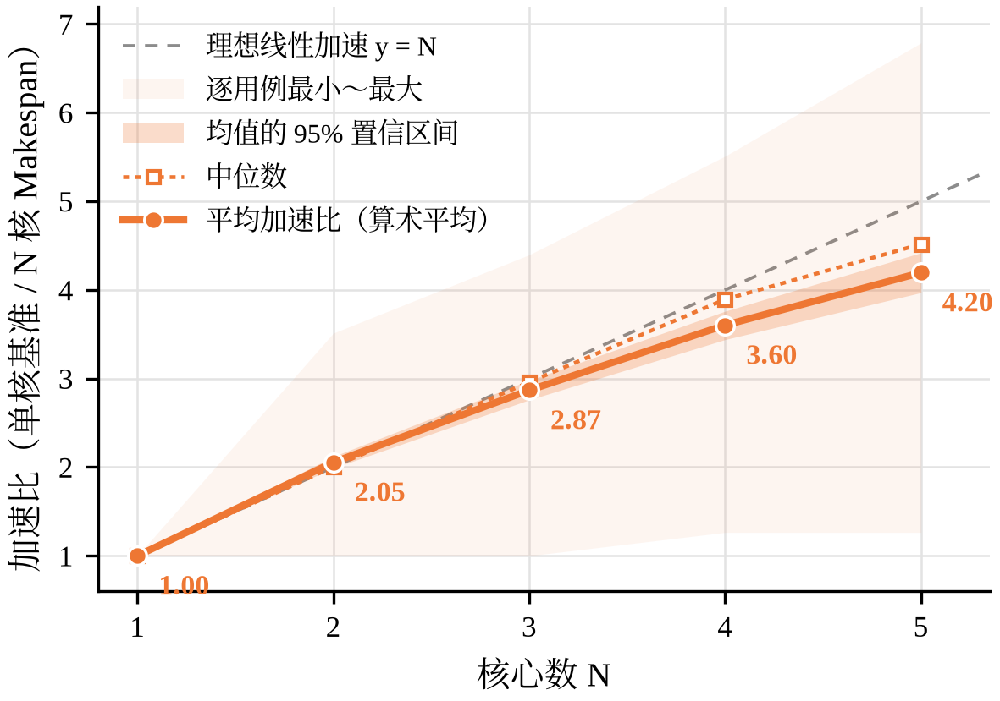 加速比（单核基准 / N 核 Makespan）
7
6
5
4
3
2
1
理想线性加速 y = N
逐用例最小～最大
均值的 95% 置信区间
中位数
平均加速比（算术平均）
1.00
2.05
2.87
3.60
4.20
1 2 3 4 5
核心数 N